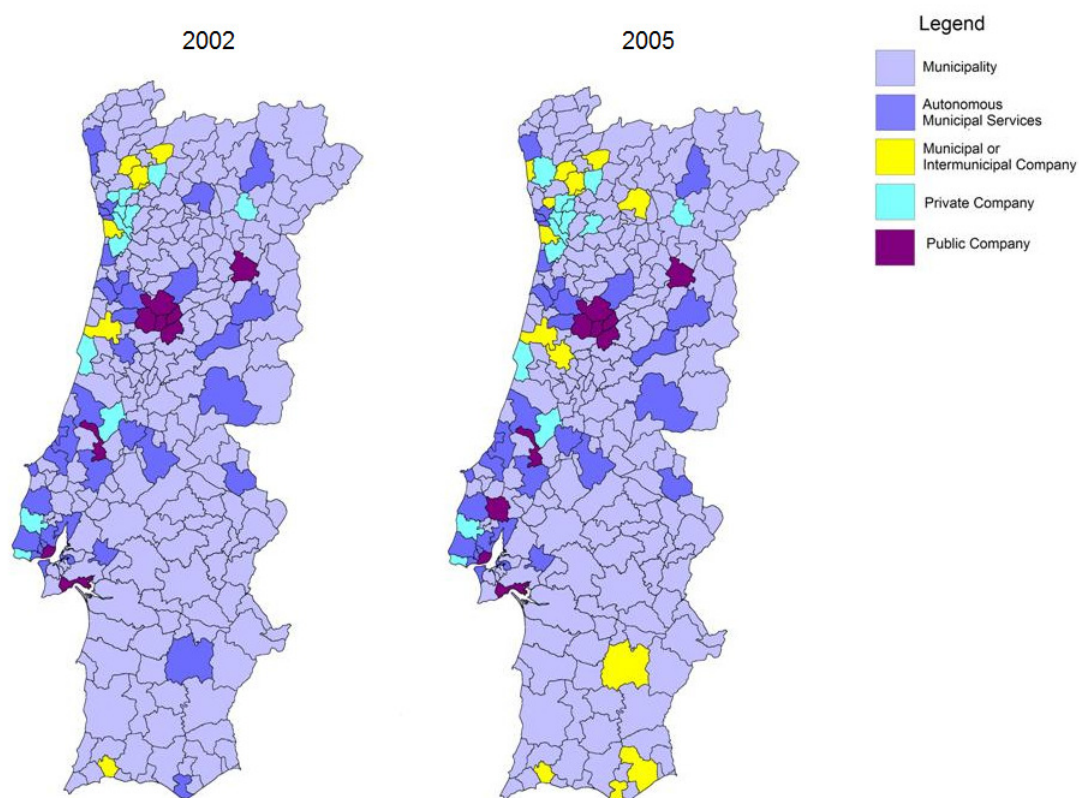 2002
2005
Legend
Municipality
Autonomous
Municipal Services
Municipal or
Intermunicipal Company
Private Company
Public Company